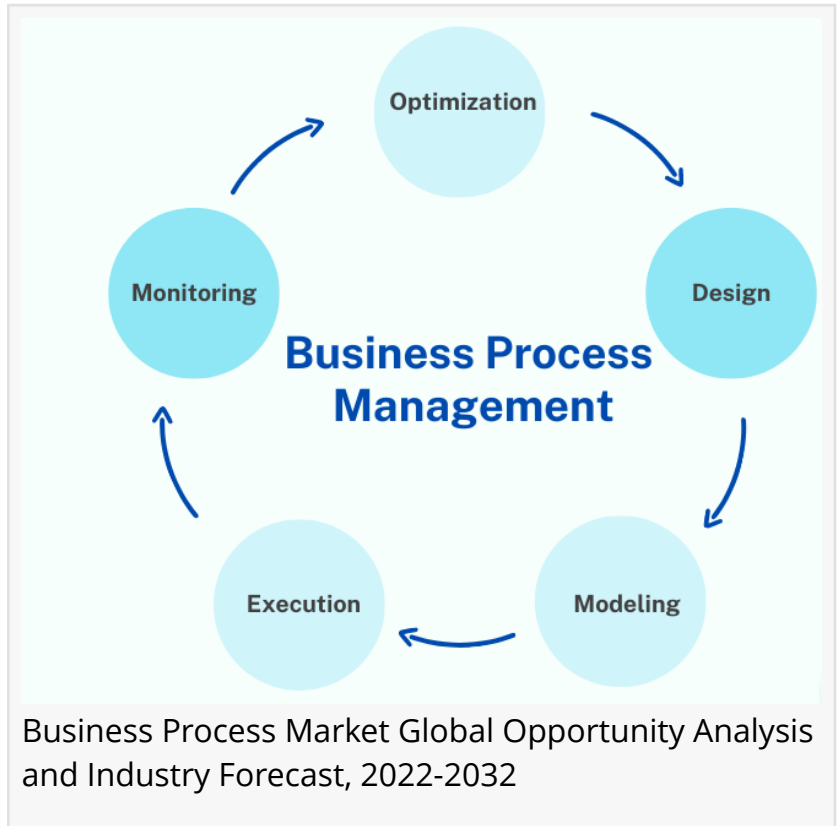 Optimization
Monitoring
Design
Business Process
Management
Execution
Modeling
Business Process Market Global Opportunity Analysis
and Industry Forecast, 2022-2032